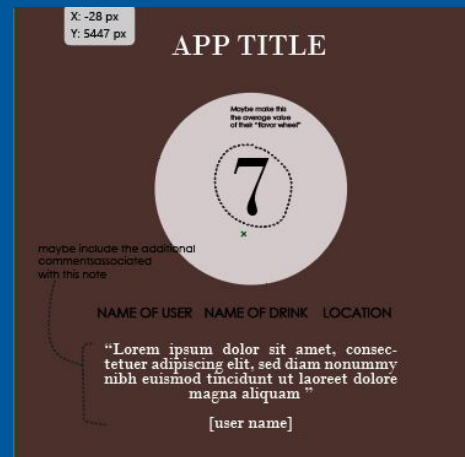 X: -28 px
Y: 5447 px
APP TITLE
Maybe make this
the average value
of their "flavor wheel"
7
maybe include the additional
commentsassociated
with this note
NAME OF USER NAME OF DRINK LOCATION
“Lorem ipsum dolor sit amet, consec-
tetuer adipiscing elit, sed diam nonummy
nibh euismod tincidunt ut laoreet dolore
magna aliquam ”
[user name]